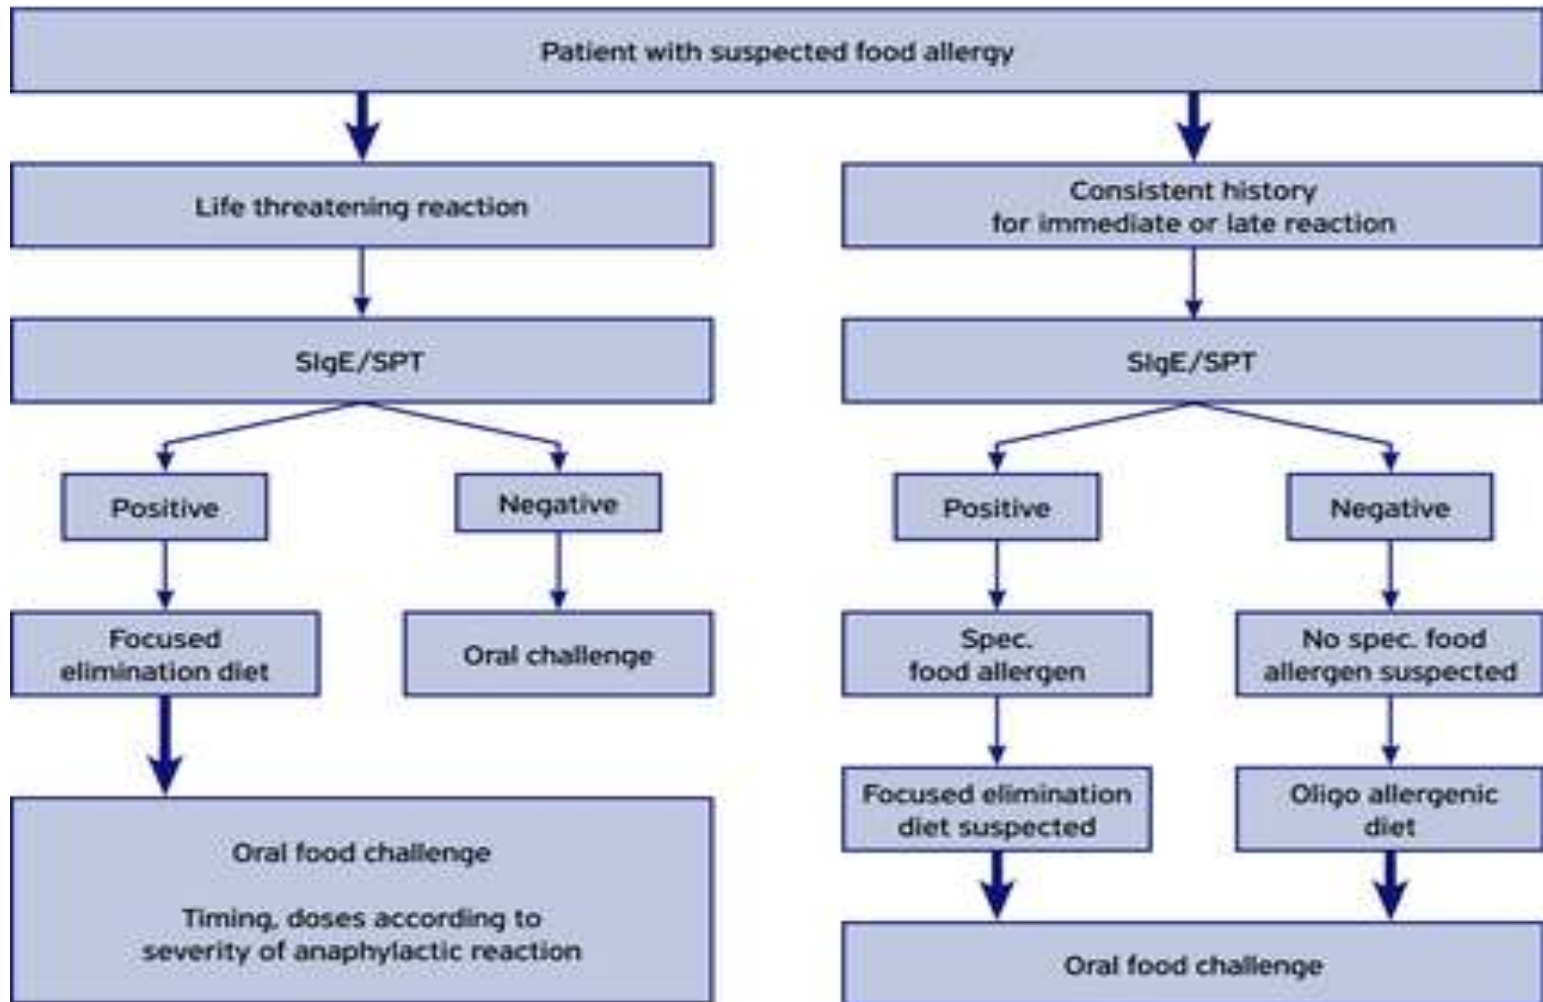 Patient with suspected food allergy
Life threatening reaction
Consistent history
for immediate or late reaction
SIgE/SPT
SIgE/SPT
Positive
Negative
Positive
Negative
Focused
elimination diet
Oral challenge
Spec.
food allergen
No spec. food
allergen suspected
Focused elimination
diet suspected
Oligo allergenic
diet
Oral food challenge
Timing, doses according to
severity of anaphylactic reaction
Oral food challenge